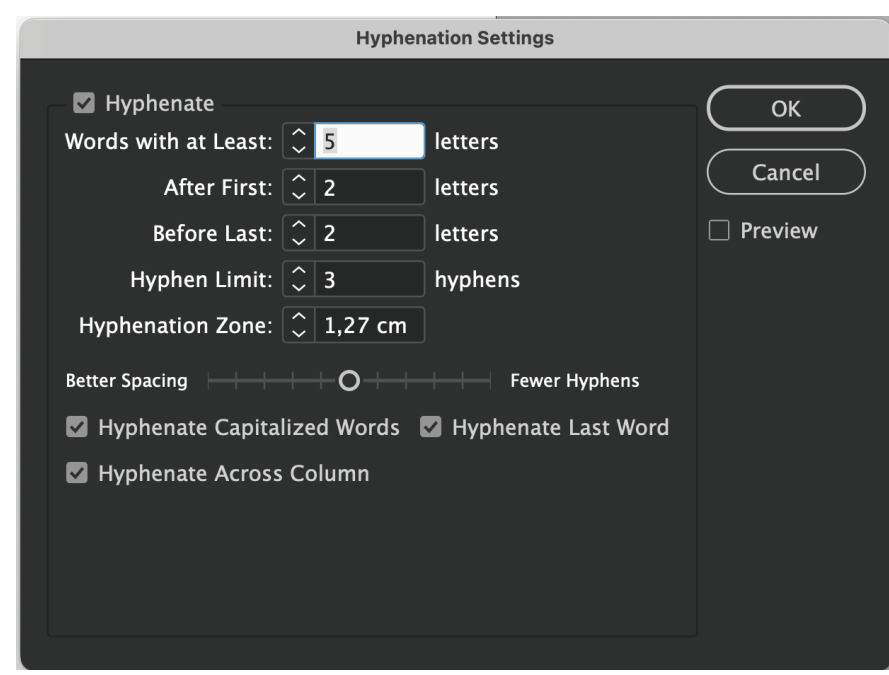 Hyphenation Settings
Hyphenate
Words with at Least: 5 letters
After First: 2 letters
Before Last: 2 letters
Hyphen Limit: 3 hyphens
Hyphenation Zone: 1,27 cm
Better Spacing Fewer Hyphens
Hyphenate Capitalized Words Hyphenate Last Word
Hyphenate Across Column
OK
Cancel
Preview